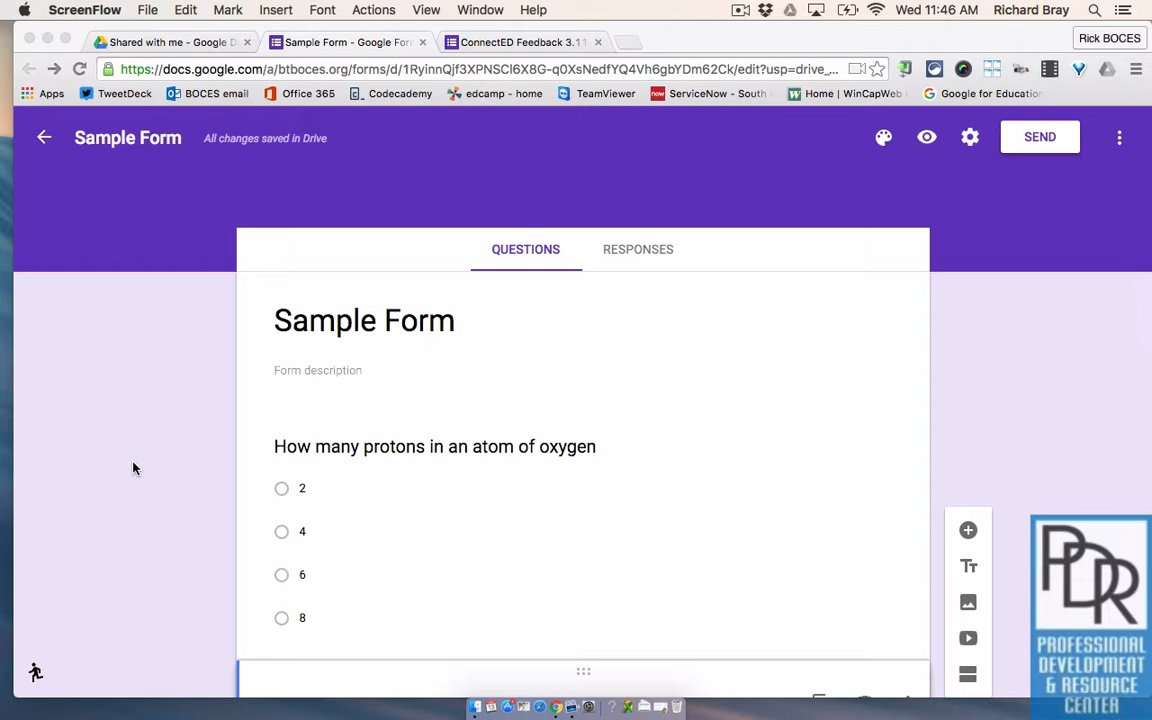 ScreenFlow File Edit Mark Insert Font Actions View Window Help Wed 11:46 AM Richard Bray
Shared with me - Google D
Sample Form - Google For
ConnectED Feedback 3.11
Rick BOCES
https://docs.google.com/a/btboces.org/forms/d/1RyinnQjf3XPNSCl6X8G-q0XsNedfYQ4Vh6gbYDm62Ck/edit?usp=drive_...
Apps TweetDeck BOCES email Office 365 Codecademy edcamp - home TeamViewer ServiceNow - South Home | WinCapWeb Google for Education
Sample Form All changes saved in Drive SEND
QUESTIONS RESPONSES
Sample Form
Form description
How many protons in an atom of oxygen
2
4
6
8
PDRC
PROFESSIONAL
DEVELOPMENT
& RESOURCE
CENTER